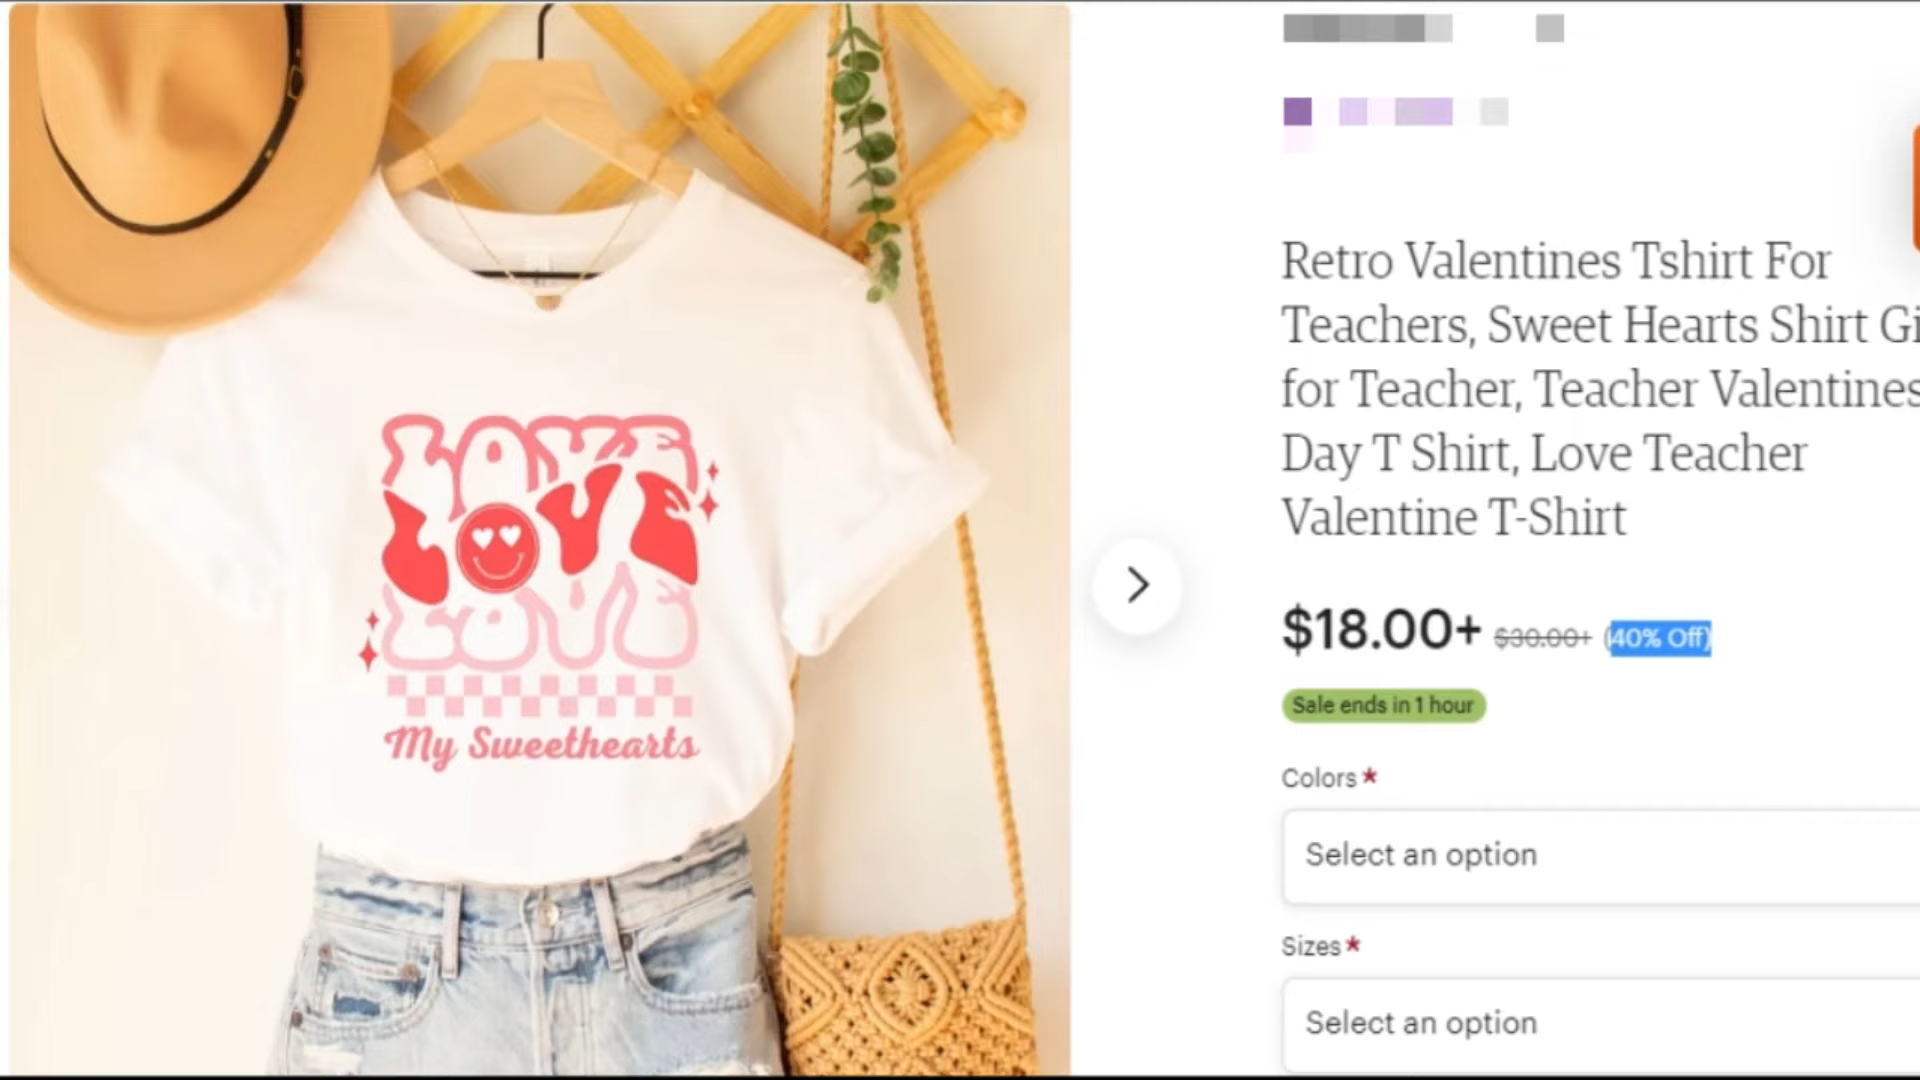 LOVE
LOVE
LOVE
My Sweethearts
Retro Valentines Tshirt For
Teachers, Sweet Hearts Shirt Gi
for Teacher, Teacher Valentines
Day T Shirt, Love Teacher
Valentine T-Shirt
$18.00+ $30.00+ (40% Off)
Sale ends in 1 hour
Colors *
Select an option
Sizes *
Select an option